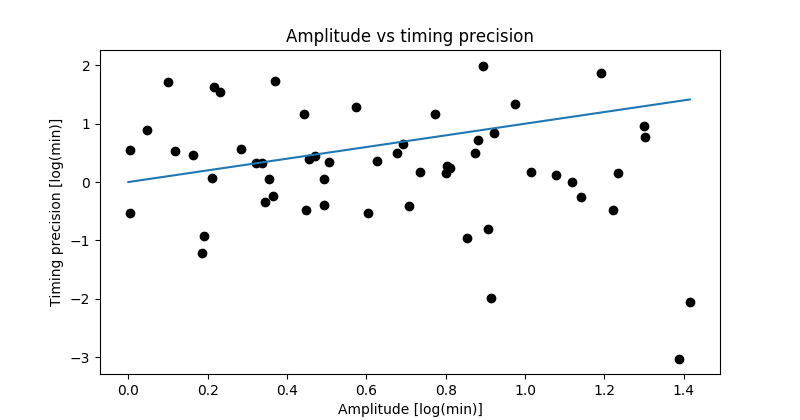 Amplitude vs timing precision
2
1
0
−1
−2
−3
Timing precision [log(min)]
0.0 0.2 0.4 0.6 0.8 1.0 1.2 1.4
Amplitude [log(min)]